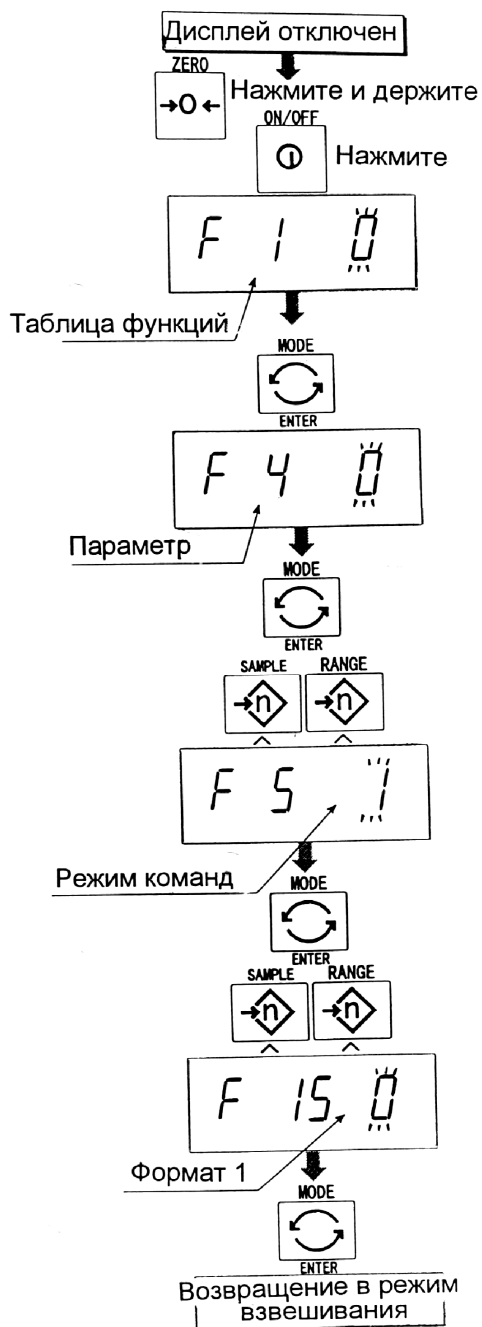 Дисплей отключен
ZERO
→0←
Нажмите и держите
ON/OFF
Нажмите
F 1 0
Таблица функций
MODE
ENTER
F 4 0
Параметр
MODE
ENTER
SAMPLE RANGE
n n
F 5 1
Режим команд
MODE
ENTER
SAMPLE RANGE
n n
F 15. 0
Формат 1
MODE
ENTER
Возвращение в режим
взвешивания